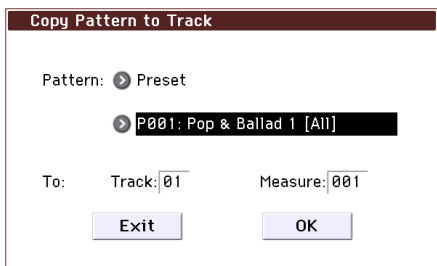 Copy Pattern to Track
Pattern: Preset
P001: Pop & Ballad 1 [All]
To: Track: 01 Measure: 001
Exit OK